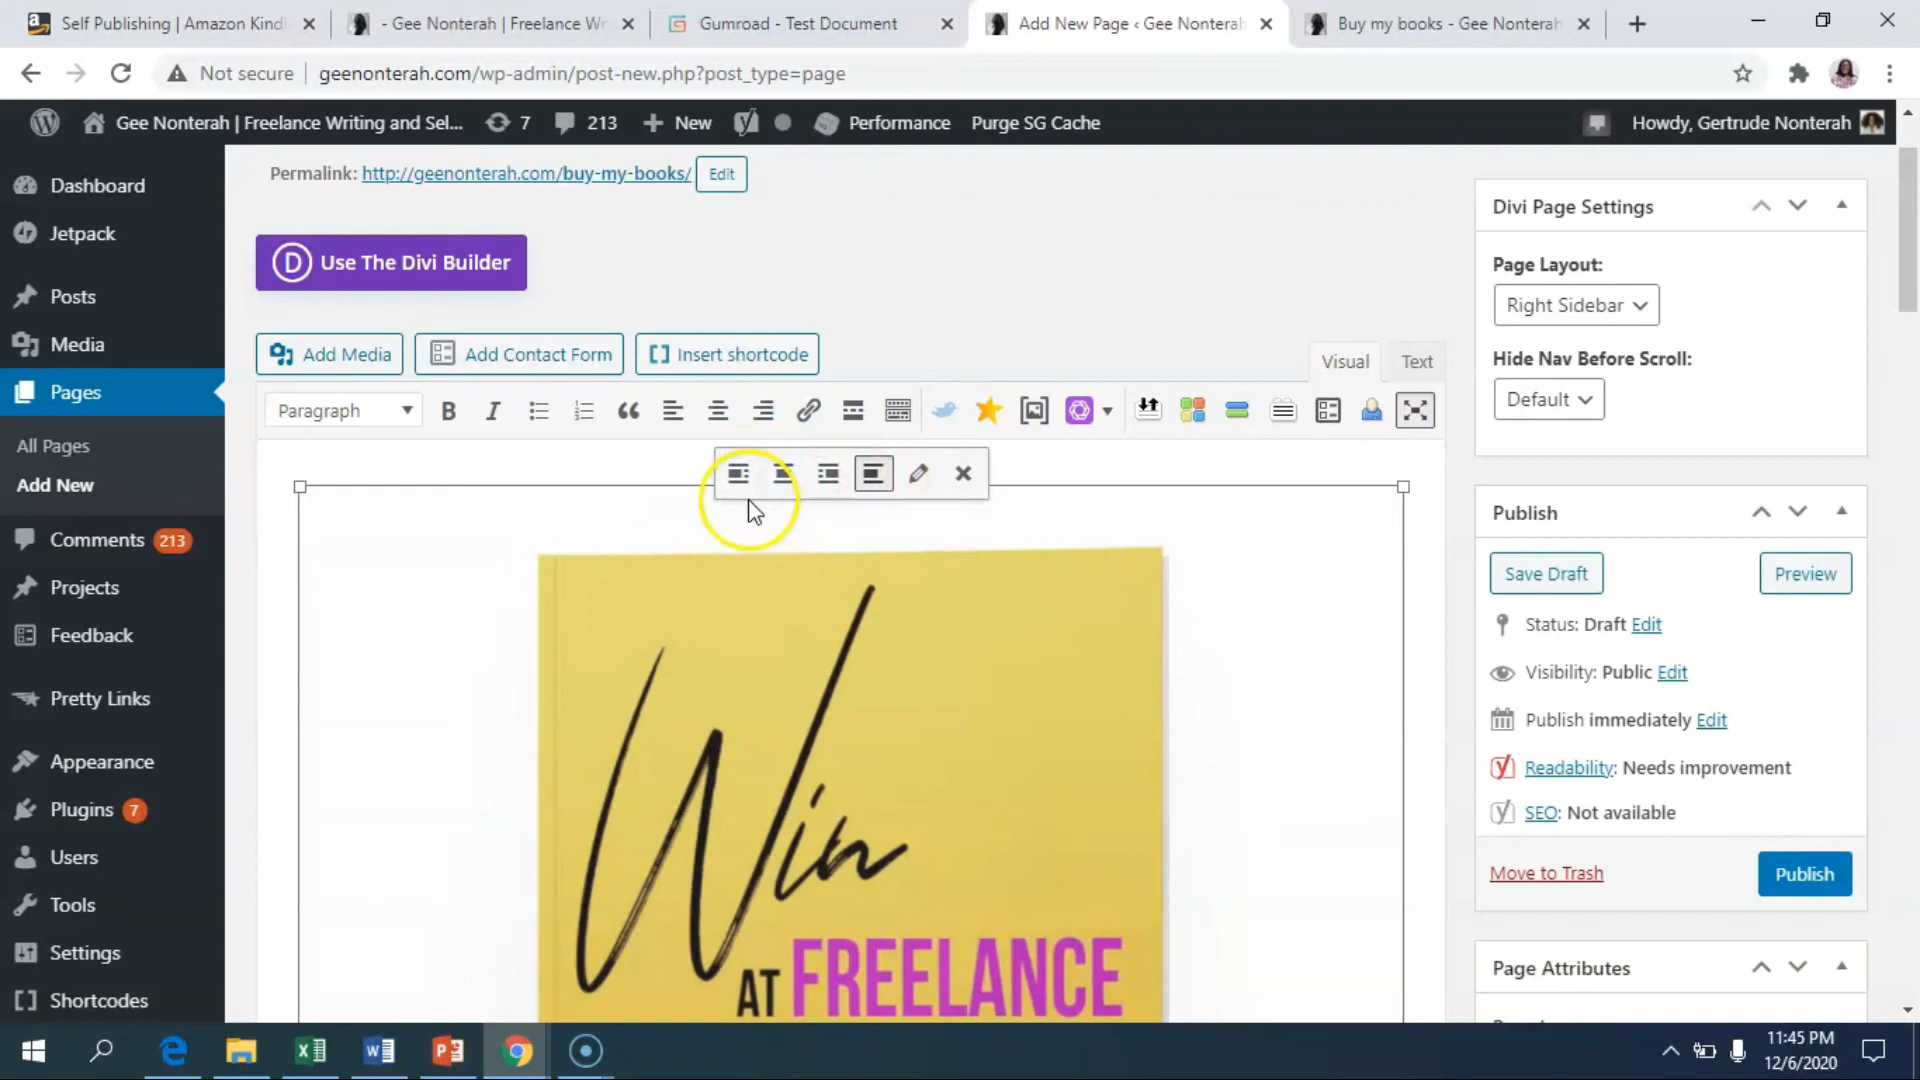 Self Publishing | Amazon Kindl
- Gee Nonterah | Freelance Wr
Gumroad - Test Document
Add New Page ‹ Gee Nonterah
Buy my books - Gee Nonterah
Not secure
geenonterah.com/wp-admin/post-new.php?post_type=page
Gee Nonterah | Freelance Writing and Sel...
7
213
New
Performance
Purge SG Cache
Howdy, Gertrude Nonterah
Dashboard
Jetpack
Posts
Media
Pages
All Pages
Add New
Comments 213
Projects
Feedback
Pretty Links
Appearance
Plugins 7
Users
Tools
Settings
Shortcodes
Permalink: http://geenonterah.com/buy-my-books/ Edit
Use The Divi Builder
Add Media
Add Contact Form
Insert shortcode
Visual
Text
Paragraph
Win
AT FREELANCE
Divi Page Settings
Page Layout:
Right Sidebar
Hide Nav Before Scroll:
Default
Publish
Save Draft
Preview
Status: Draft Edit
Visibility: Public Edit
Publish immediately Edit
Readability: Needs improvement
SEO: Not available
Move to Trash
Publish
Page Attributes
11:45 PM
12/6/2020